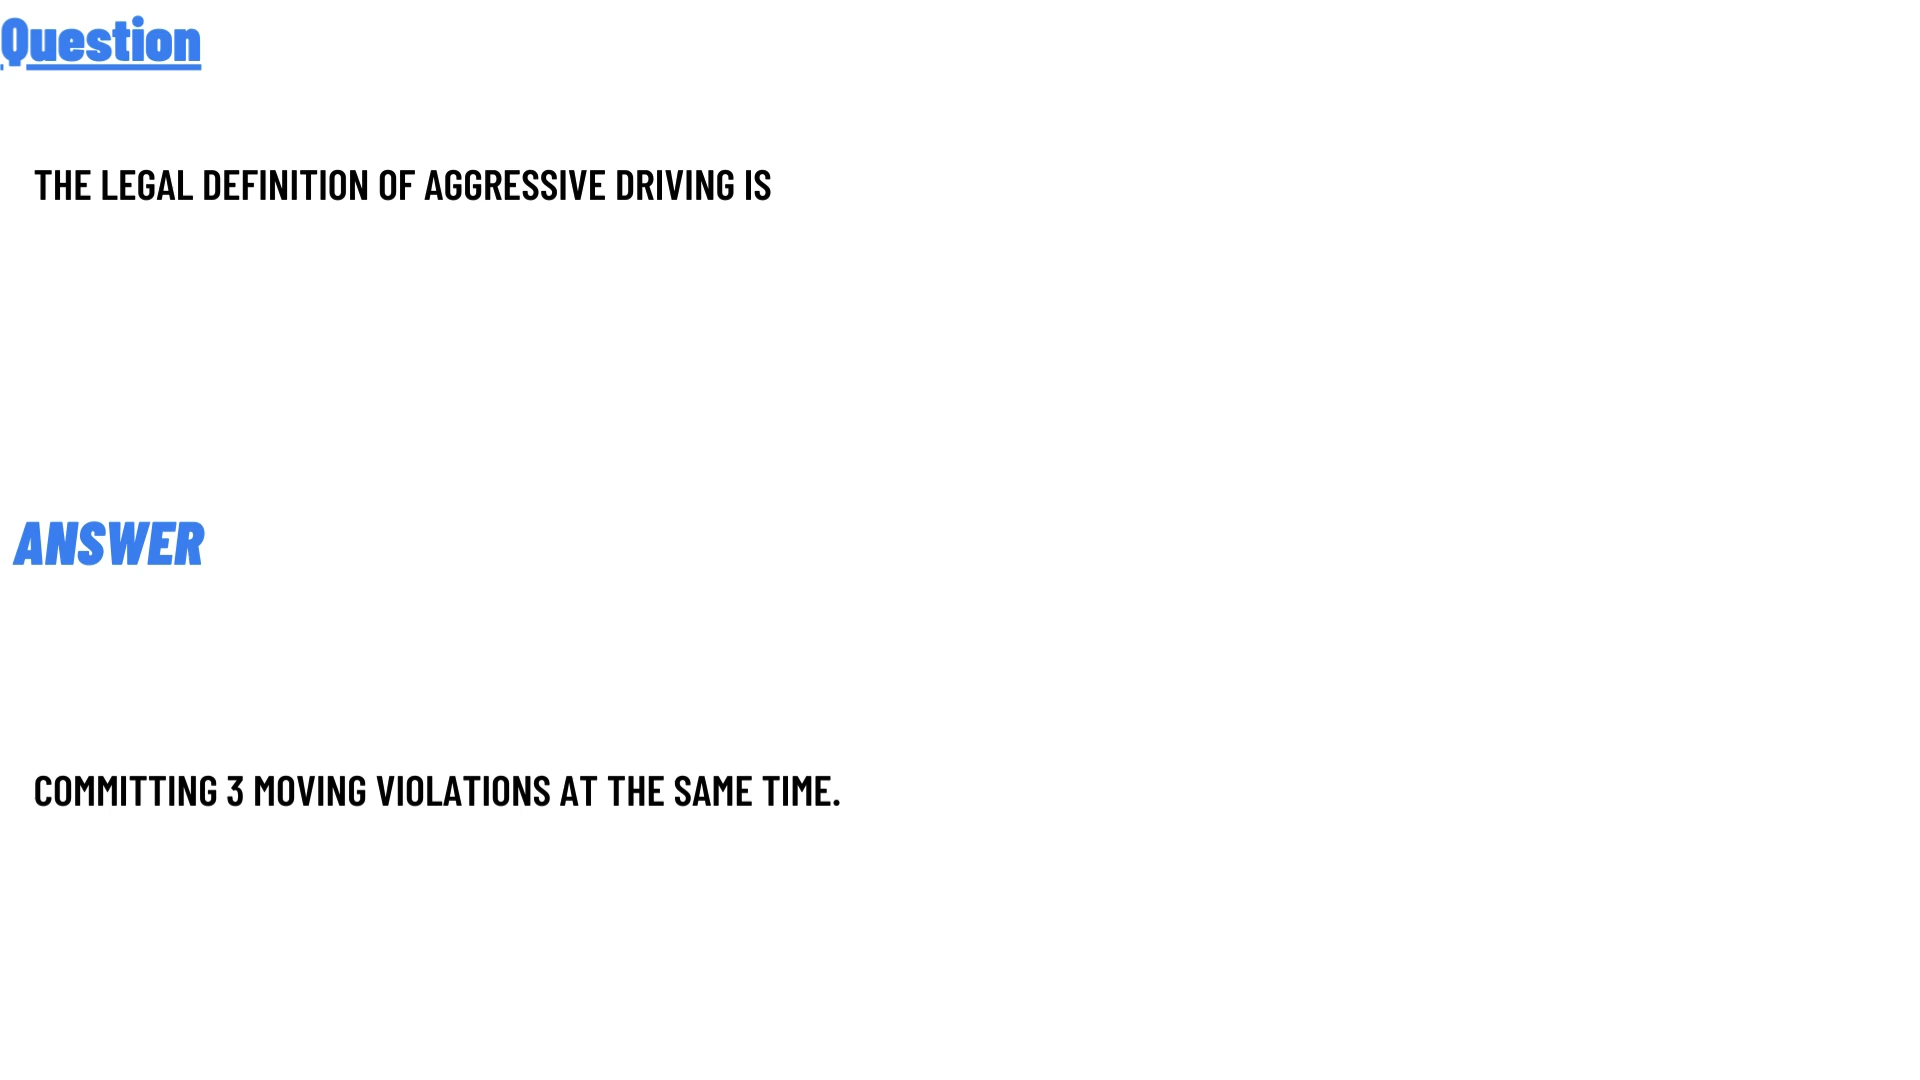 Question
THE LEGAL DEFINITION OF AGGRESSIVE DRIVING IS
ANSWER
COMMITTING 3 MOVING VIOLATIONS AT THE SAME TIME.